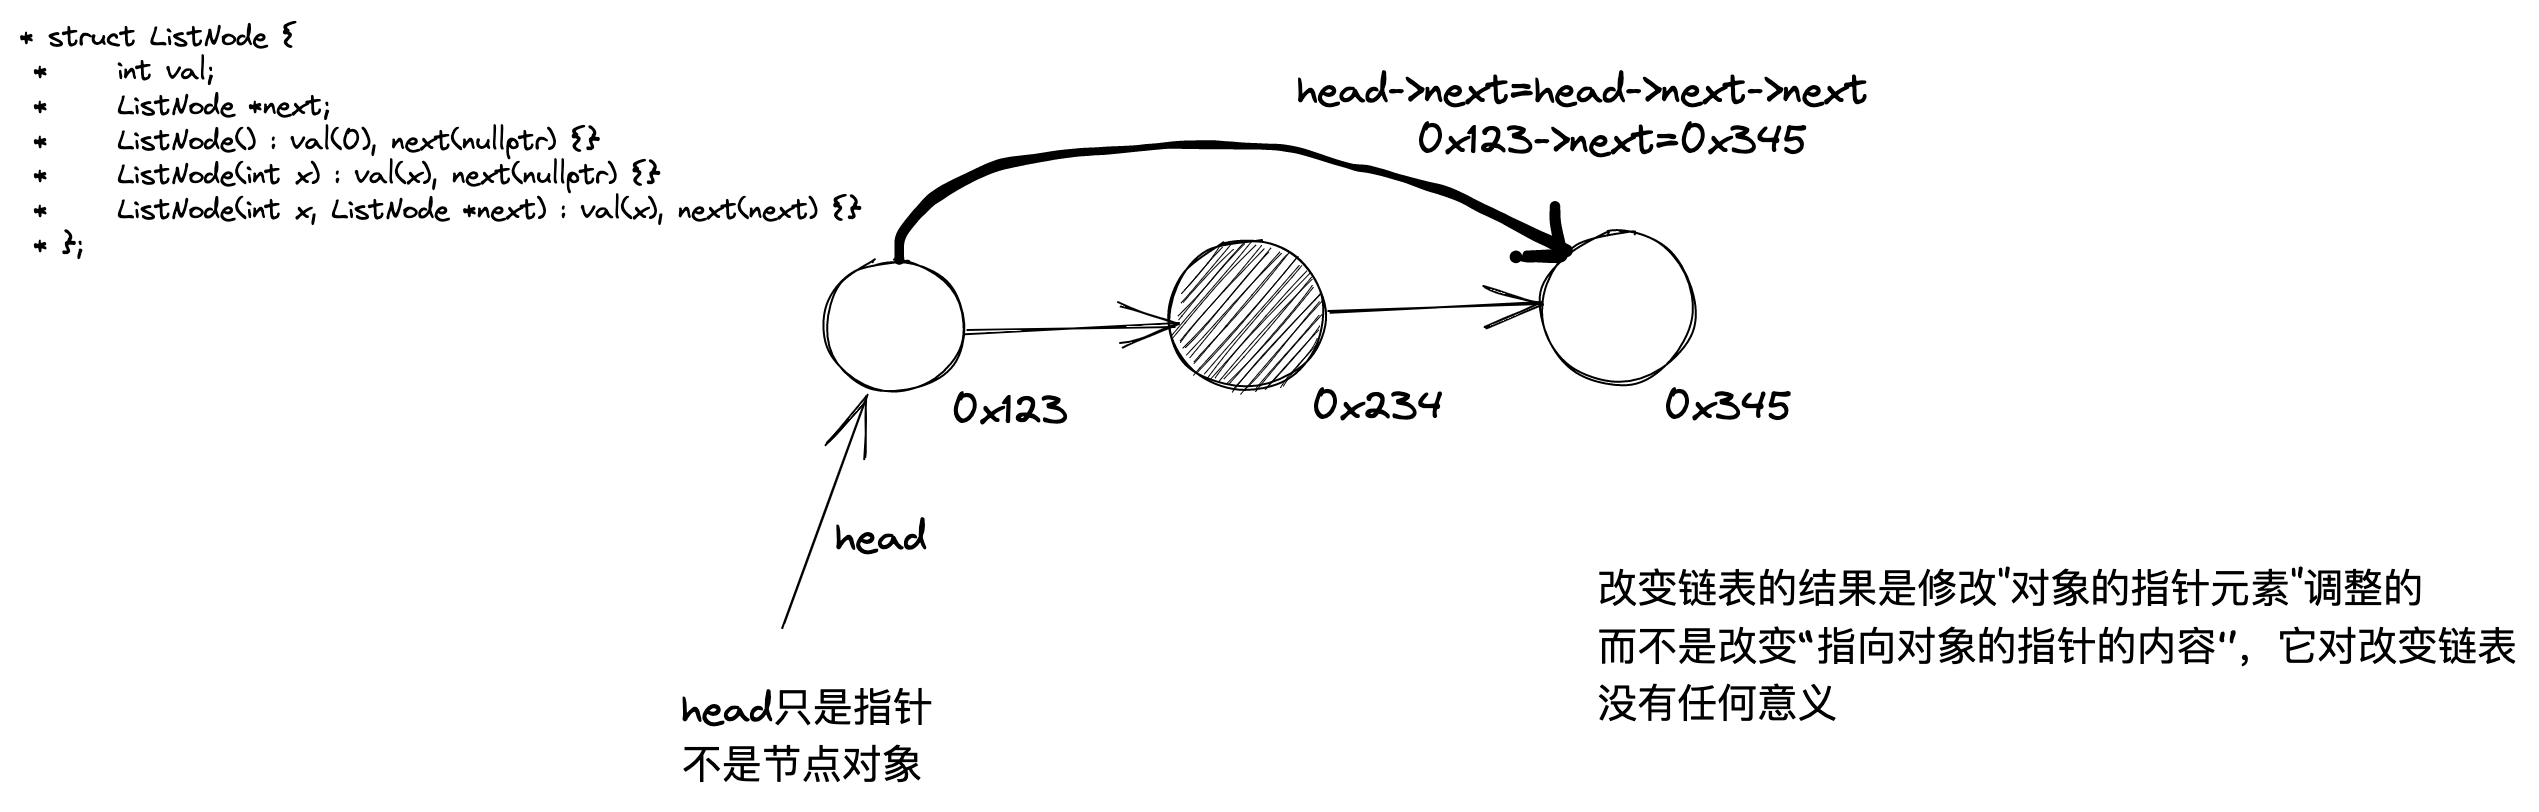 * struct ListNode {
*     int val;
*     ListNode *next;
*     ListNode() : val(0), next(nullptr) {}
*     ListNode(int x) : val(x), next(nullptr) {}
*     ListNode(int x, ListNode *next) : val(x), next(next) {}
* };
head->next=head->next->next
0x123->next=0x345
0x123
0x234
0x345
head
head只是指针
不是节点对象
改变链表的结果是修改"对象的指针元素"调整的
而不是改变“指向对象的指针的内容”，它对改变链表
没有任何意义